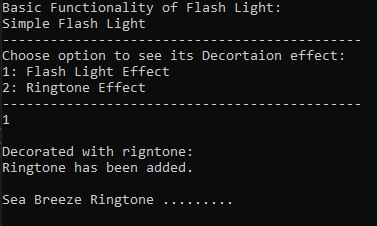 Basic Functionality of Flash Light:
Simple Flash Light
---------------------------------------------
Choose option to see its Decortaion effect:
1: Flash Light Effect
2: Ringtone Effect
---------------------------------------------
1
Decorated with rigntone:
Ringtone has been added.
Sea Breeze Ringtone .........